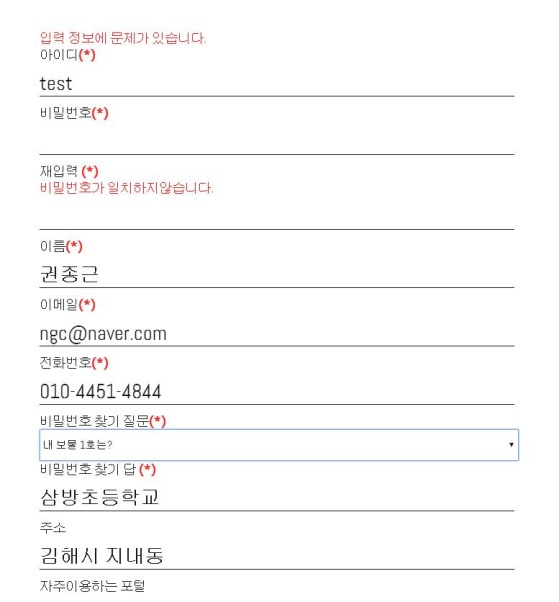 입력 정보에 문제가 있습니다.
아이디(*)
test
비밀번호(*)
재입력 (*)
비밀번호가 일치하지않습니다.
이름(*)
권종근
이메일(*)
ngc@naver.com
전화번호(*)
010-4451-4844
비밀번호 찾기 질문(*)
내 보물 1호는?
비밀번호 찾기 답 (*)
삼방초등학교
주소
김해시 지내동
자주이용하는 포털